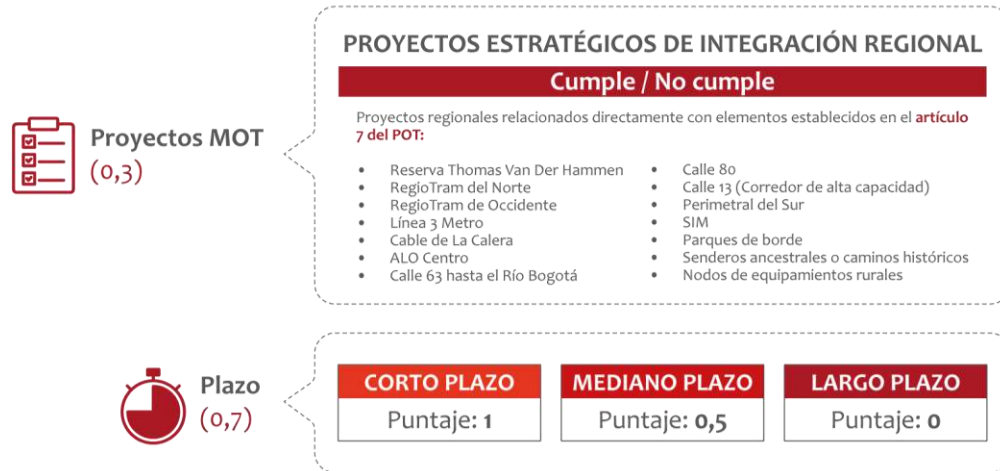 PROYECTOS ESTRATÉGICOS DE INTEGRACIÓN REGIONAL
Cumple / No cumple
Proyectos MOT
(0,3)
Proyectos regionales relacionados directamente con elementos establecidos en el artículo
7 del POT:
• Reserva Thomas Van Der Hammen
• RegioTram del Norte
• RegioTram de Occidente
• Línea 3 Metro
• Cable de La Calera
• ALO Centro
• Calle 63 hasta el Río Bogotá
• Calle 80
• Calle 13 (Corredor de alta capacidad)
• Perimetral del Sur
• SIM
• Parques de borde
• Senderos ancestrales o caminos históricos
• Nodos de equipamientos rurales
Plazo
(0,7)
CORTO PLAZO
Puntaje: 1
MEDIANO PLAZO
Puntaje: 0,5
LARGO PLAZO
Puntaje: 0